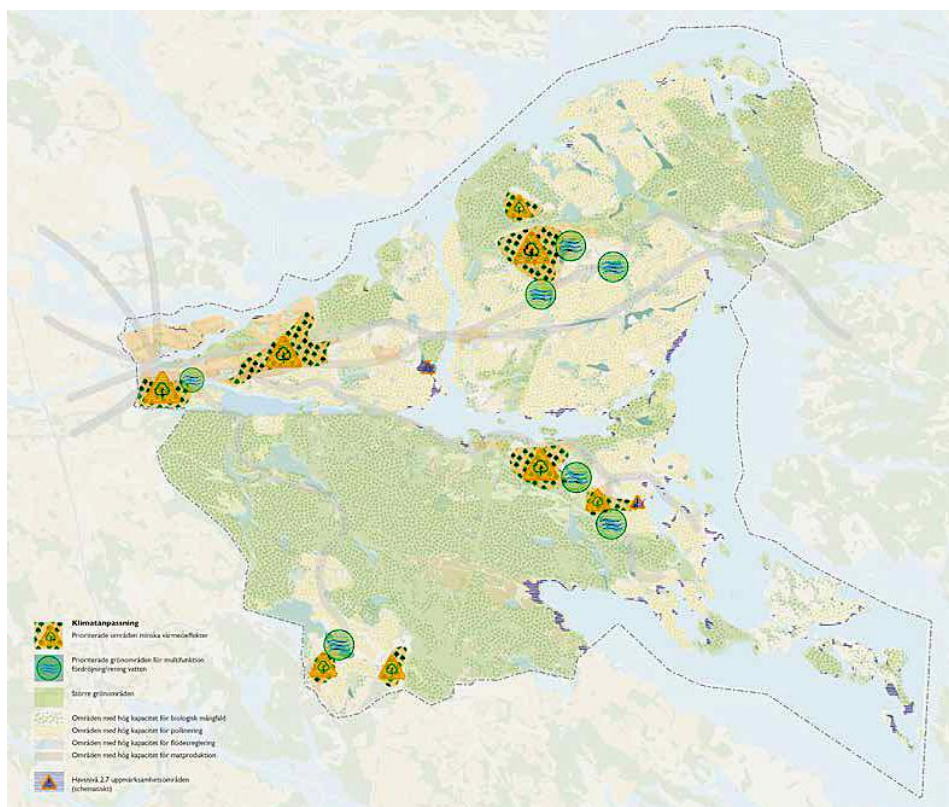 Klimatanpassning
Prioriterade områden minska värmeeffekter
Prioriterade grönområden för multifunktion
fördröjning/rening vatten
Större grönområden
Områden med hög kapacitet för biologisk mångfald
Områden med hög kapacitet för pollinering
Områden med hög kapacitet för flödesreglering
Områden med hög kapacitet för matproduktion
Havsnivå 2.7 uppmärksamhetsområden
(schematiskt)